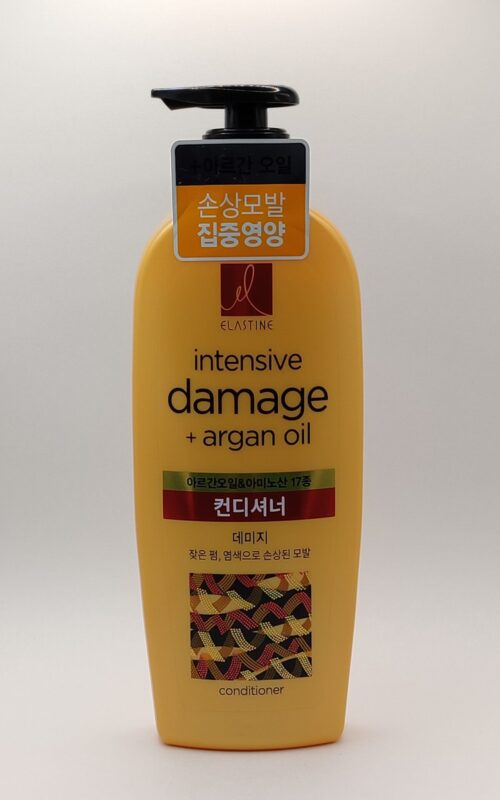 +아르간 오일
손상모발
집중영양
el
ELASTINE
intensive
damage
+ argan oil
아르간오일&아미노산 17종
컨디셔너
데미지
잦은 펌, 염색으로 손상된 모발
conditioner